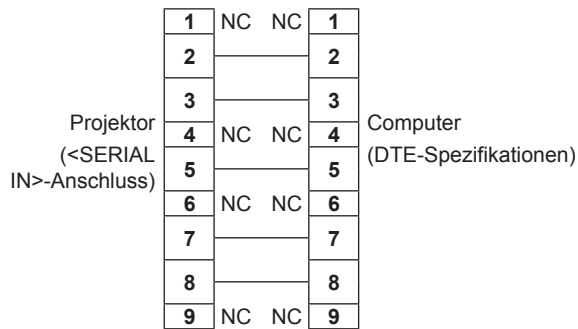 1 NC NC 1
2 2
3 3
Projektor
(<SERIAL
IN>-Anschluss)
4 NC NC 4
Computer
(DTE-Spezifikationen)
5 5
6 NC NC 6
7 7
8 8
9 NC NC 9